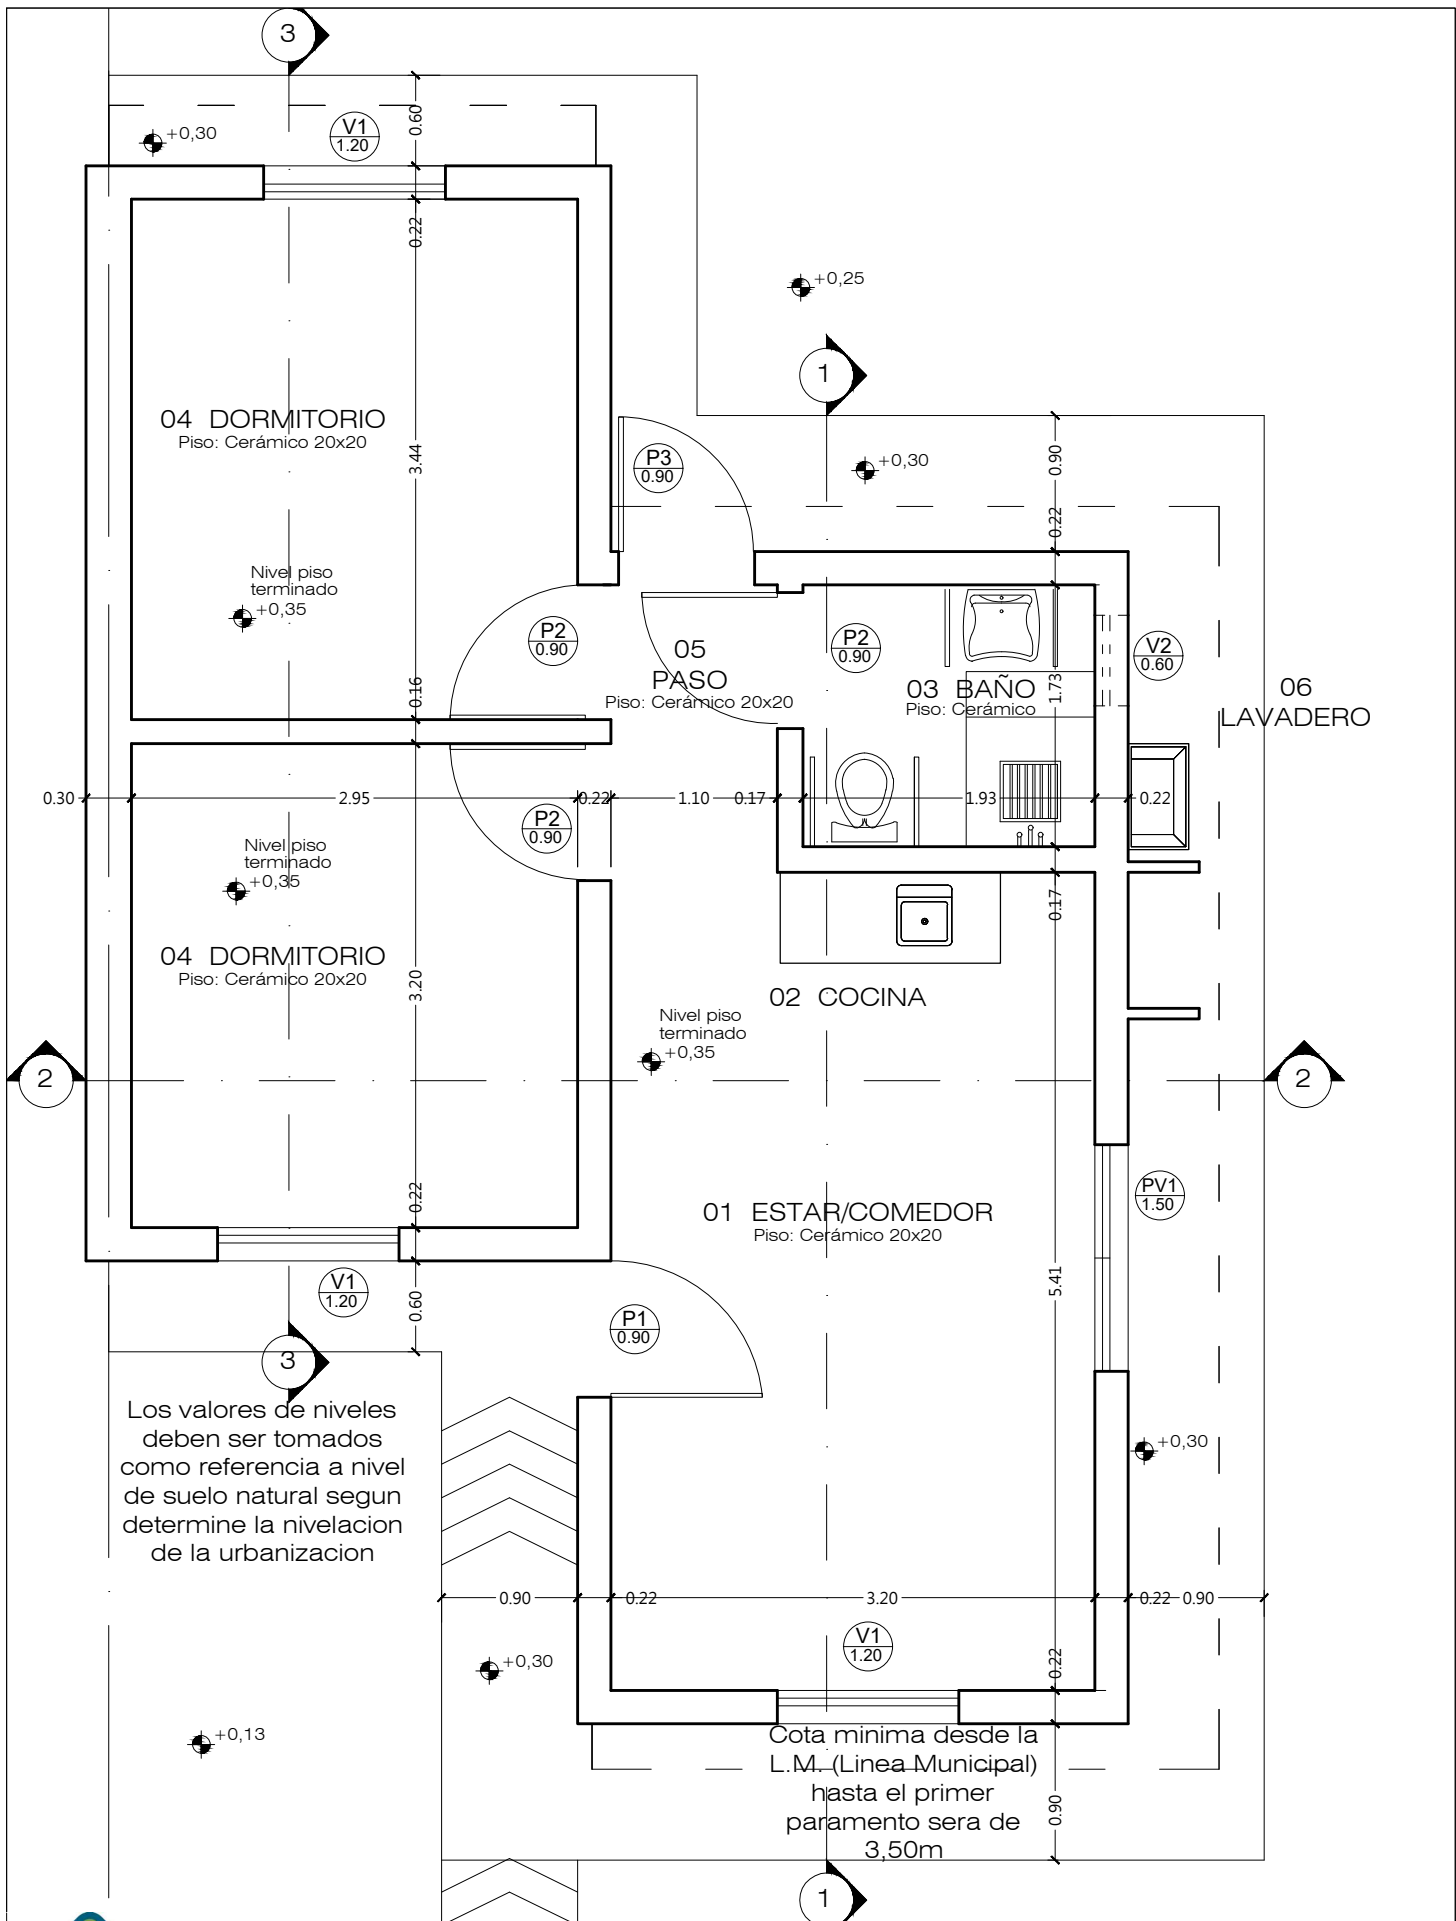 3
0.60
+0,30
V1
1.20
0.22
+0,25
1
04 DORMITORIO
Piso: Cerámico 20x20
3.44
P3
0.90
+0,30
0.90
0.22
Nivel piso
terminado
+0,35
P2
0.90
05
PASO
Piso: Cerámico 20x20
P2
0.90
03 BAÑO
Piso: Cerámico
1.73
V2
0.60
06
LAVADERO
0.16
0.30
2.95
0.22
1.10
0.17
1.93
0.22
P2
0.90
Nivel piso
terminado
+0,35
0.17
04 DORMITORIO
Piso: Cerámico 20x20
3.20
02 COCINA
Nivel piso
terminado
+0,35
2
2
PV1
1.50
01 ESTAR/COMEDOR
Piso: Cerámico 20x20
0.22
5.41
V1
1.20
0.60
P1
0.90
3
Los valores de niveles
deben ser tomados
como referencia a nivel
de suelo natural segun
determine la nivelacion
de la urbanizacion
+0,30
0.90
0.22
3.20
0.22
0.90
V1
1.20
0.22
+0,30
+0,13
Cota minima desde la
L.M. (Linea Municipal)
hasta el primer
paramento sera de
3,50m
0.90
1